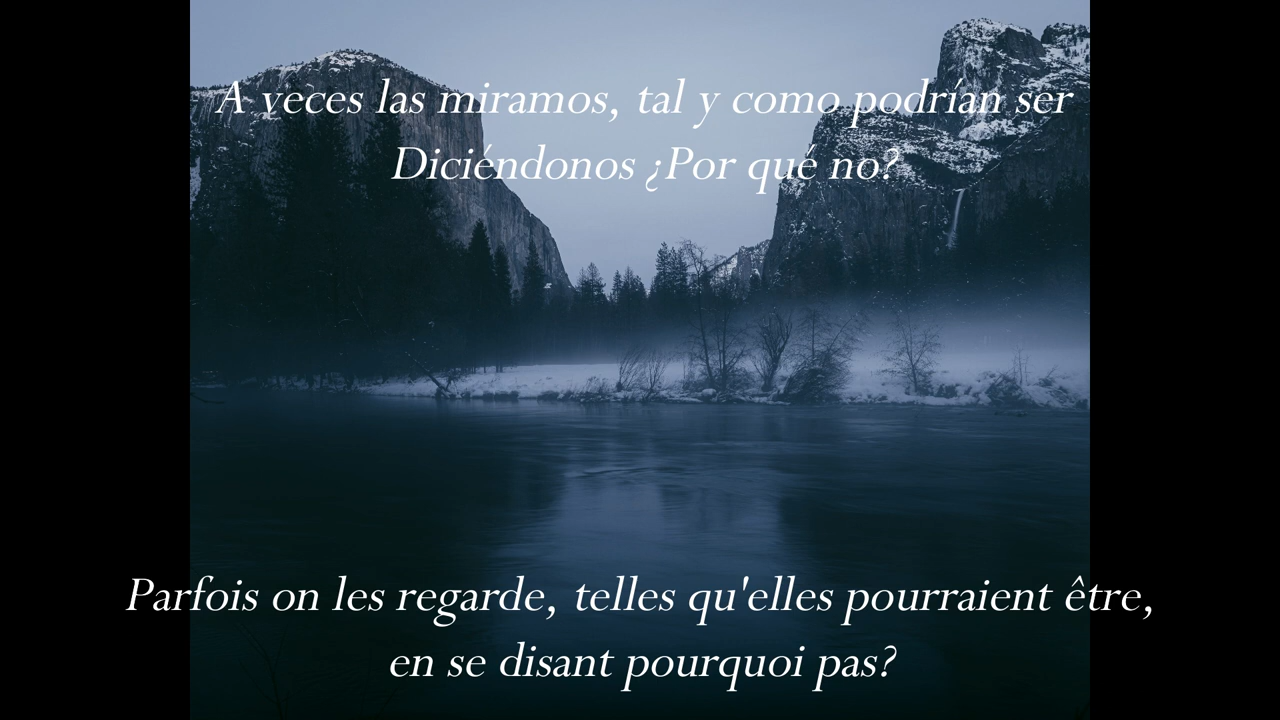 A veces las miramos, tal y como podrían ser
Diciéndonos ¿Por qué no?
Parfois on les regarde, telles qu'elles pourraient être,
en se disant pourquoi pas?